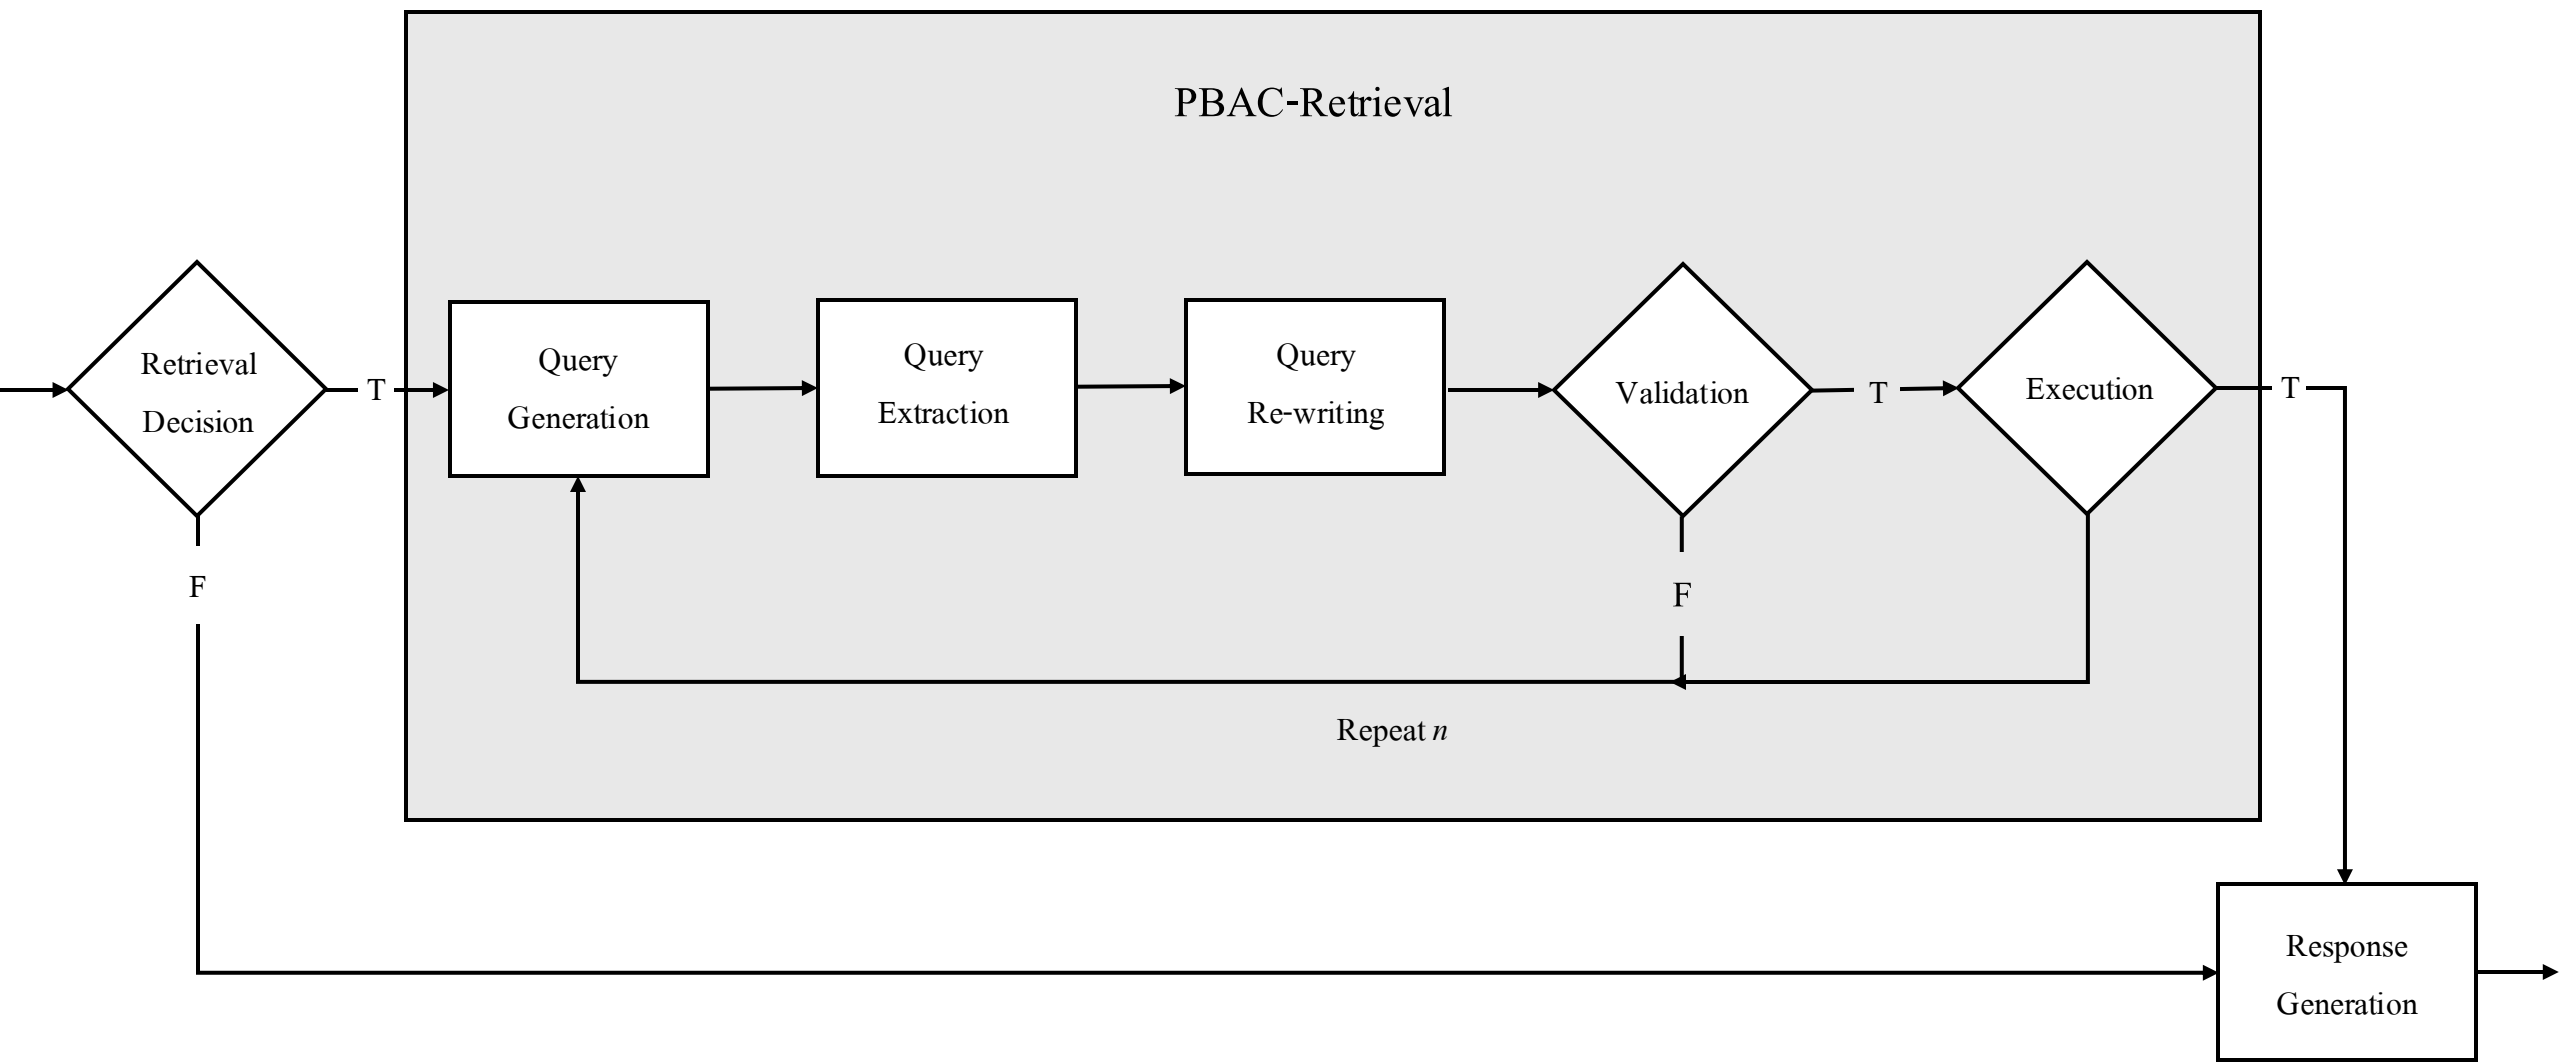 PBAC-Retrieval
Retrieval
Decision
T
Query
Generation
Query
Extraction
Query
Re-writing
Validation
T
Execution
T
F
F
Repeat n
Response
Generation